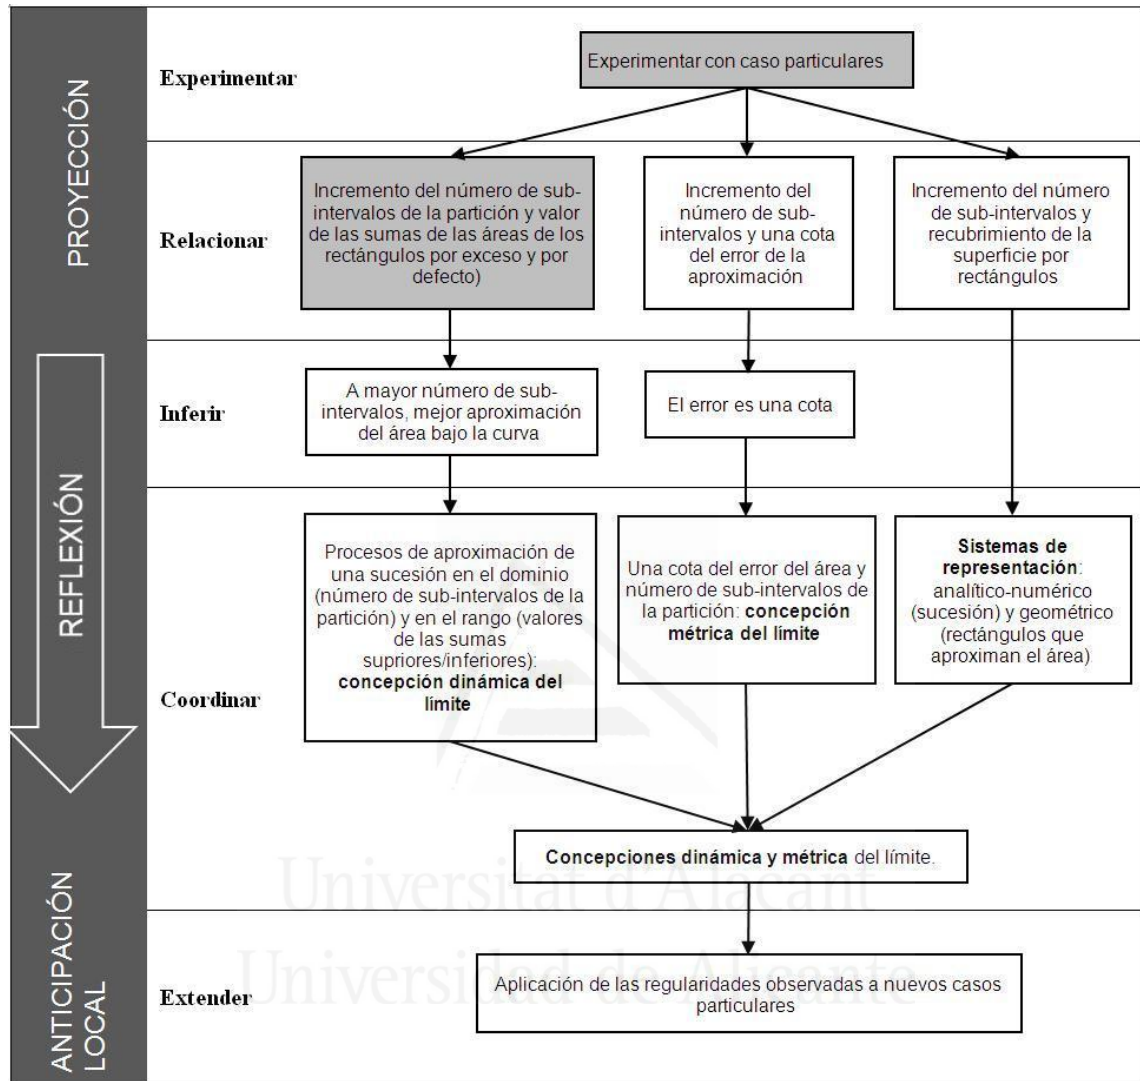 PROYECCIÓN
Experimentar
Experimentar con caso particulares
Relacionar
Incremento del número de sub-
intervalos de la partición y valor
de las sumas de las áreas de los
rectángulos por exceso y por
defecto)
Incremento del
número de sub-
intervalos y una cota
del error de la
aproximación
Incremento del número
de sub-intervalos y
recubrimiento de la
superficie por
rectángulos
REFLEXIÓN
Inferir
A mayor número de sub-
intervalos, mejor aproximación
del área bajo la curva
El error es una cota
Coordinar
Procesos de aproximación de
una sucesión en el dominio
(número de sub-intervalos de la
partición) y en el rango (valores
de las sumas
supriores/inferiores):
concepción dinámica del
límite
Una cota del error del área y
número de sub-intervalos de
la partición: concepción
métrica del límite
Sistemas de
representación:
analítico-numérico
(sucesión) y geométrico
(rectángulos que
aproximan el área)
Concepciones dinámica y métrica del límite.
Universitat d'Alacant
Universidad de Alicante
ANTICIPACIÓN
LOCAL
Extender
Aplicación de las regularidades observadas a nuevos casos
particulares